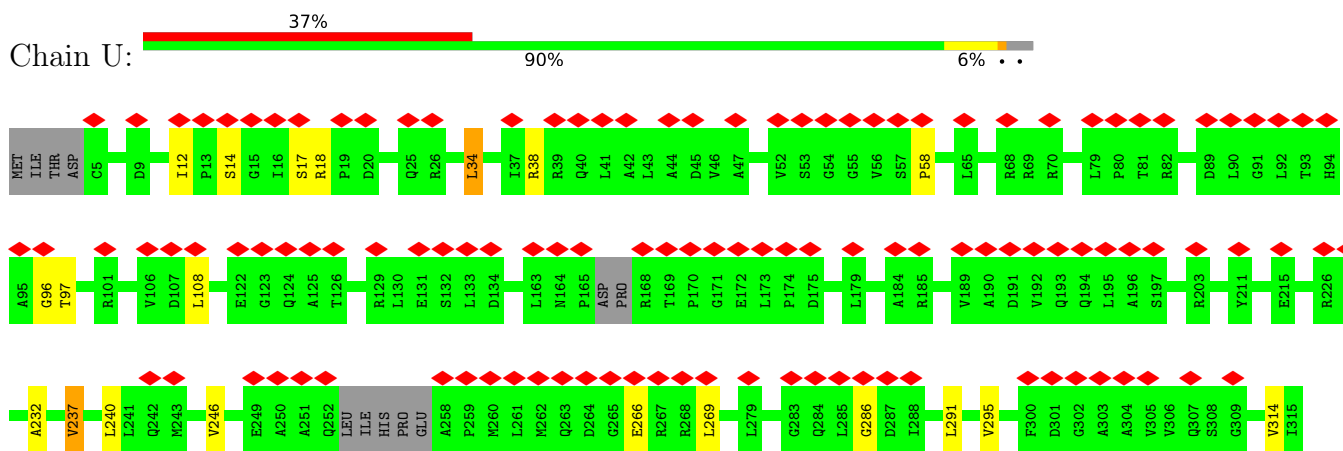 37%
Chain U:
90% 6% • •
MET ILE THR ASP C5 D9 I12 P13 S14 G15 I16 S17 R18 P19 D20 Q25 R26 L34 I37 R38 R39 Q40 L41 A42 L43 A44 D45 V46 A47 V52 S53 G54 G55 V56 S57 P58 L65 R68 R69 R70 L79 P80 T81 R82 D89 L90 G91 L92 T93 H94
A95 G96 T97 R101 V106 D107 L108 E122 G123 Q124 A125 T126 R129 L130 E131 S132 L133 D134 L163 N164 P165 ASP PRO R168 T169 P170 G171 E172 L173 P174 D175 L179 A184 R185 V189 A190 D191 V192 Q193 Q194 L195 A196 S197 R203 Y211 E215 R226
A232 V237 L240 L241 Q242 M243 V246 E249 A250 A251 Q252 LEU ILE HIS PRO GLU A258 P259 M260 L261 M262 Q263 D264 G265 E266 R267 R268 L269 L279 G283 Q284 L285 G286 D287 I288 L291 V295 F300 D301 G302 A303 A304 V305 V306 Q307 S308 G309 V314 I315